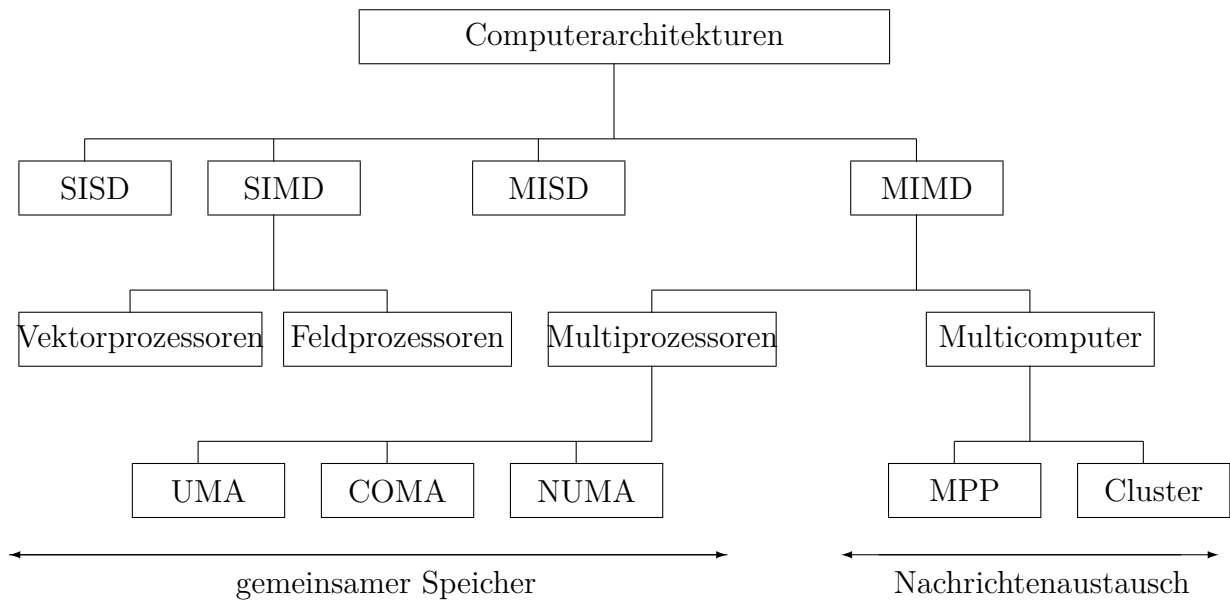 Computerarchitekturen
SISD SIMD MISD MIMD
Vektorprozessoren Feldprozessoren Multiprozessoren Multicomputer
UMA COMA NUMA MPP Cluster
gemeinsamer Speicher Nachrichtenaustausch